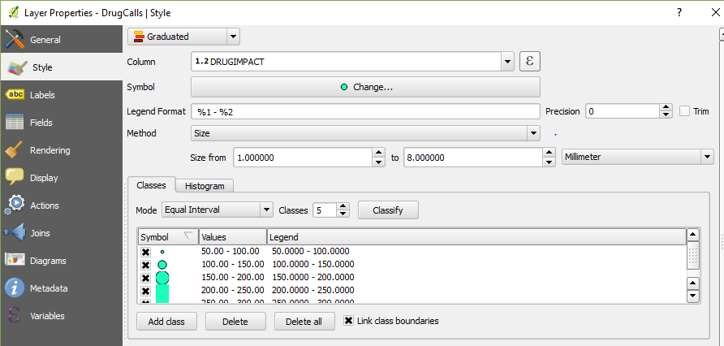 Layer Properties - DrugCalls | Style
?
General
Style
abc
Labels
Fields
Rendering
Display
Actions
Joins
Diagrams
Metadata
Variables
Graduated
Column
1.2 DRUGIMPACT
ε
Symbol
Change...
Legend Format
%1 - %2
Precision
0
Trim
Method
Size
Size from
1.000000
to
8.000000
Millimeter
Classes
Histogram
Mode
Equal Interval
Classes
5
Classify
Symbol Values Legend
50.00 - 100.00 50.0000 - 100.0000
100.00 - 150.00 100.0000 - 150.0000
150.00 - 200.00 150.0000 - 200.0000
200.00 - 250.00 200.0000 - 250.0000
250.00 - 300.00 250.0000 - 300.0000
Add class
Delete
Delete all
Link class boundaries